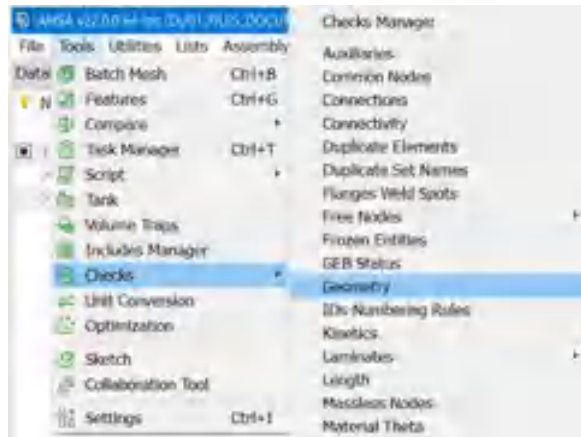 ANSA v22.0.0 64-bit
File Tools Utilities Lists Assembly
Batch Mesh Ctrl+B
Features Ctrl+G
Compare
Task Manager Ctrl+T
Script
Tank
Volume Traps
Includes Manager
Checks
Unit Conversion
Optimization
Sketch
Collaboration Tool
Settings Ctrl+I
Checks Manager
Auxiliaries
Common Nodes
Connections
Connectivity
Duplicate Elements
Duplicate Set Names
Flanges Weld Spots
Free Nodes
Frozen Entities
GEB Status
Geometry
IDs Numbering Rules
Kinetics
Laminates
Length
Massless Nodes
Material Theta